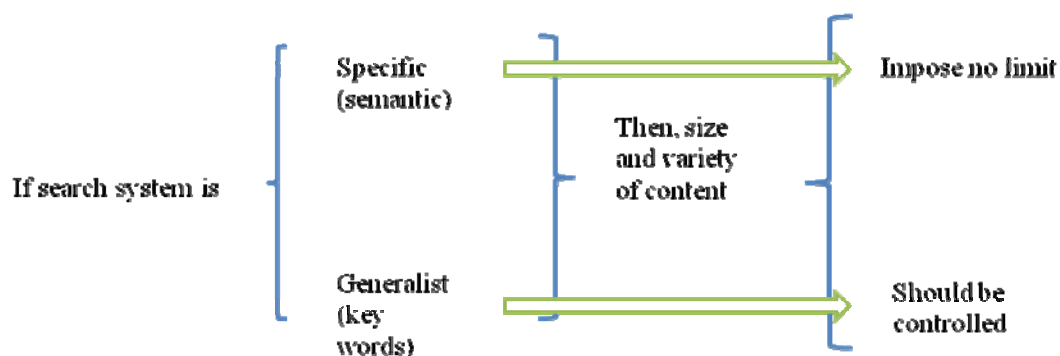 If search system is
Specific
(semantic)
Generalist
(key
words)
Then, size
and variety
of content
Impose no limit
Should be
controlled